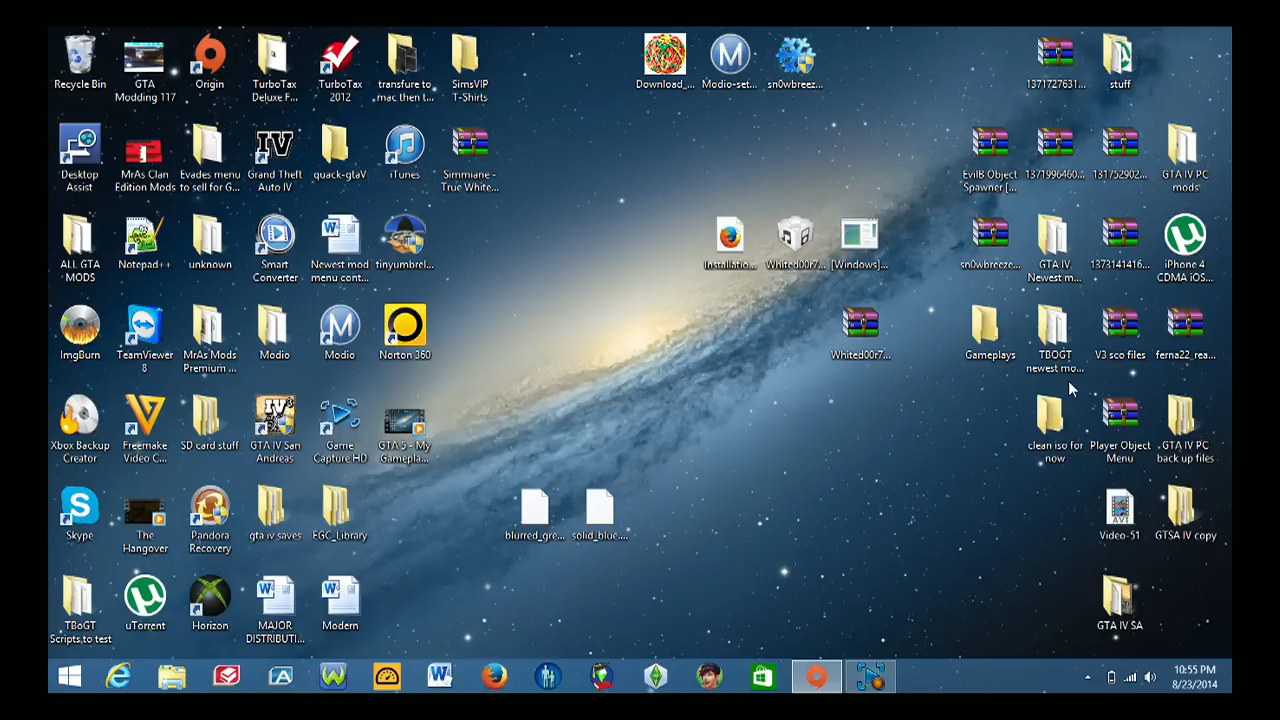 Recycle Bin
GTA
Modding 117
Origin
TurboTax
Deluxe F...
TurboTax
2012
transfure to
mac then t...
SimsVIP
T-Shirts
Download_...
Modio-set...
sn0wbreez...
1371727631...
stuff
Desktop
Assist
MrAs Clan
Edition Mods
Evades menu
to sell for G...
IV
Grand Theft
Auto IV
quack-gtaV
iTunes
Simmiane -
True White...
EvilB Object
Spawner [...
1371996460...
131752902...
GTA IV PC
mods
ALL GTA
MODS
Notepad++
unknown
Smart
Converter
Newest mod
menu cont...
tinyumbrel...
Installatio...
Whited00r7...
[Windows]...
sn0wbreeze...
GTA IV
Newest m...
1373141416...
iPhone 4
CDMA iOS...
ImgBurn
TeamViewer
8
MrAs Mods
Premium ...
Modio
Modio
Norton 360
Whited00r7...
Gameplays
TBOGT
newest mo...
V3 sco files
ferna22_rea...
Xbox Backup
Creator
Freemake
Video C...
SD card stuff
GTA IV San
Andreas
Game
Capture HD
GTA 5 - My
Gamepla...
clean iso for
now
Player Object
Menu
GTA IV PC
back up files
Skype
The
Hangover
Pandora
Recovery
gta iv saves
EGC_Library
blurred_gre...
solid_blue....
AVI
Video-51
GTSA IV copy
TBoGT
Scripts to test
uTorrent
Horizon
MAJOR
DISTRIBUTI...
Modern
GTA IV SA
10:55 PM
8/23/2014